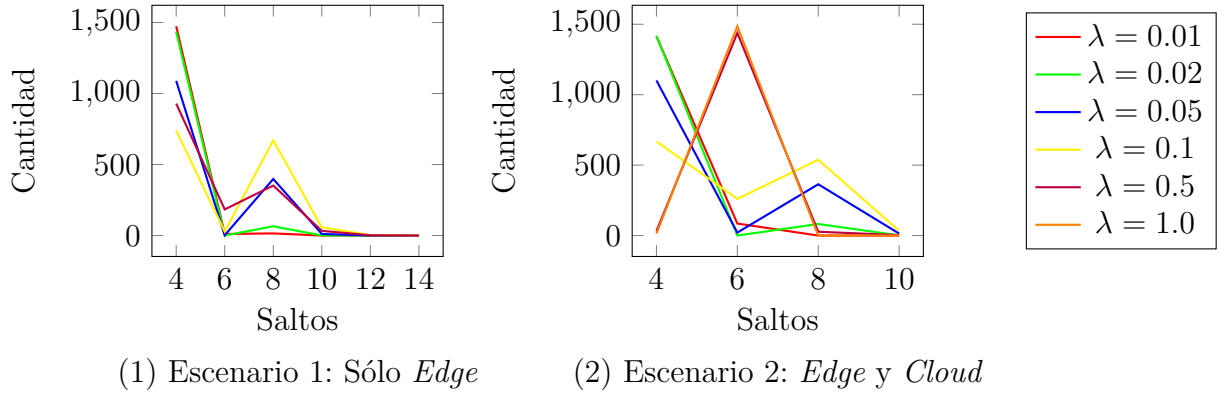 1,500
1,000
500
0
Cantidad
4 6 8 10 12 14
Saltos
(1) Escenario 1: Sólo Edge
1,500
1,000
500
0
Cantidad
4 6 8 10
Saltos
(2) Escenario 2: Edge y Cloud
λ = 0.01
λ = 0.02
λ = 0.05
λ = 0.1
λ = 0.5
λ = 1.0